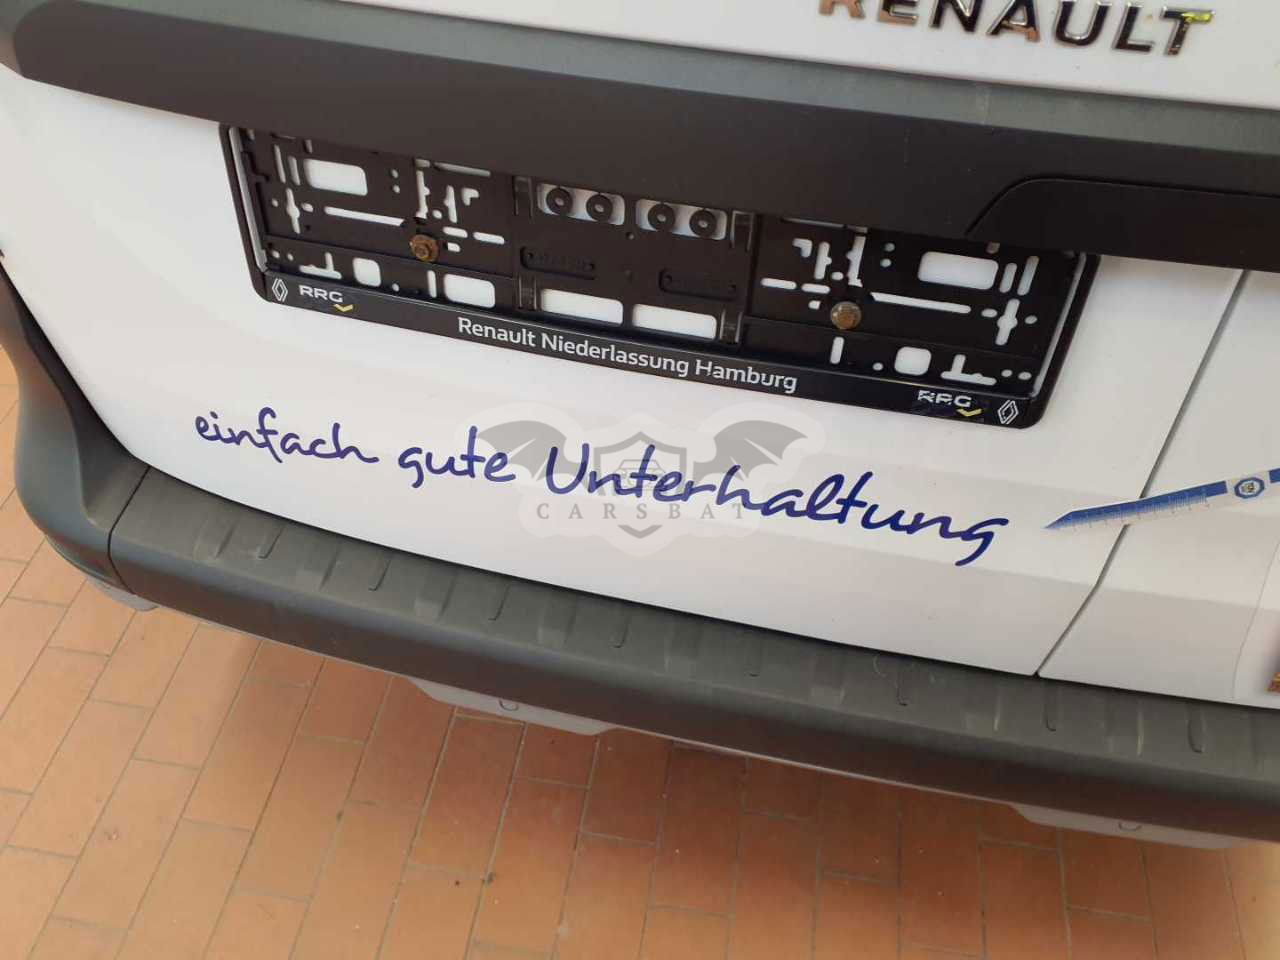 RENAULT
RRG
Renault Niederlassung Hamburg
RRG
einfach gute Unterhaltung
CARSBAT